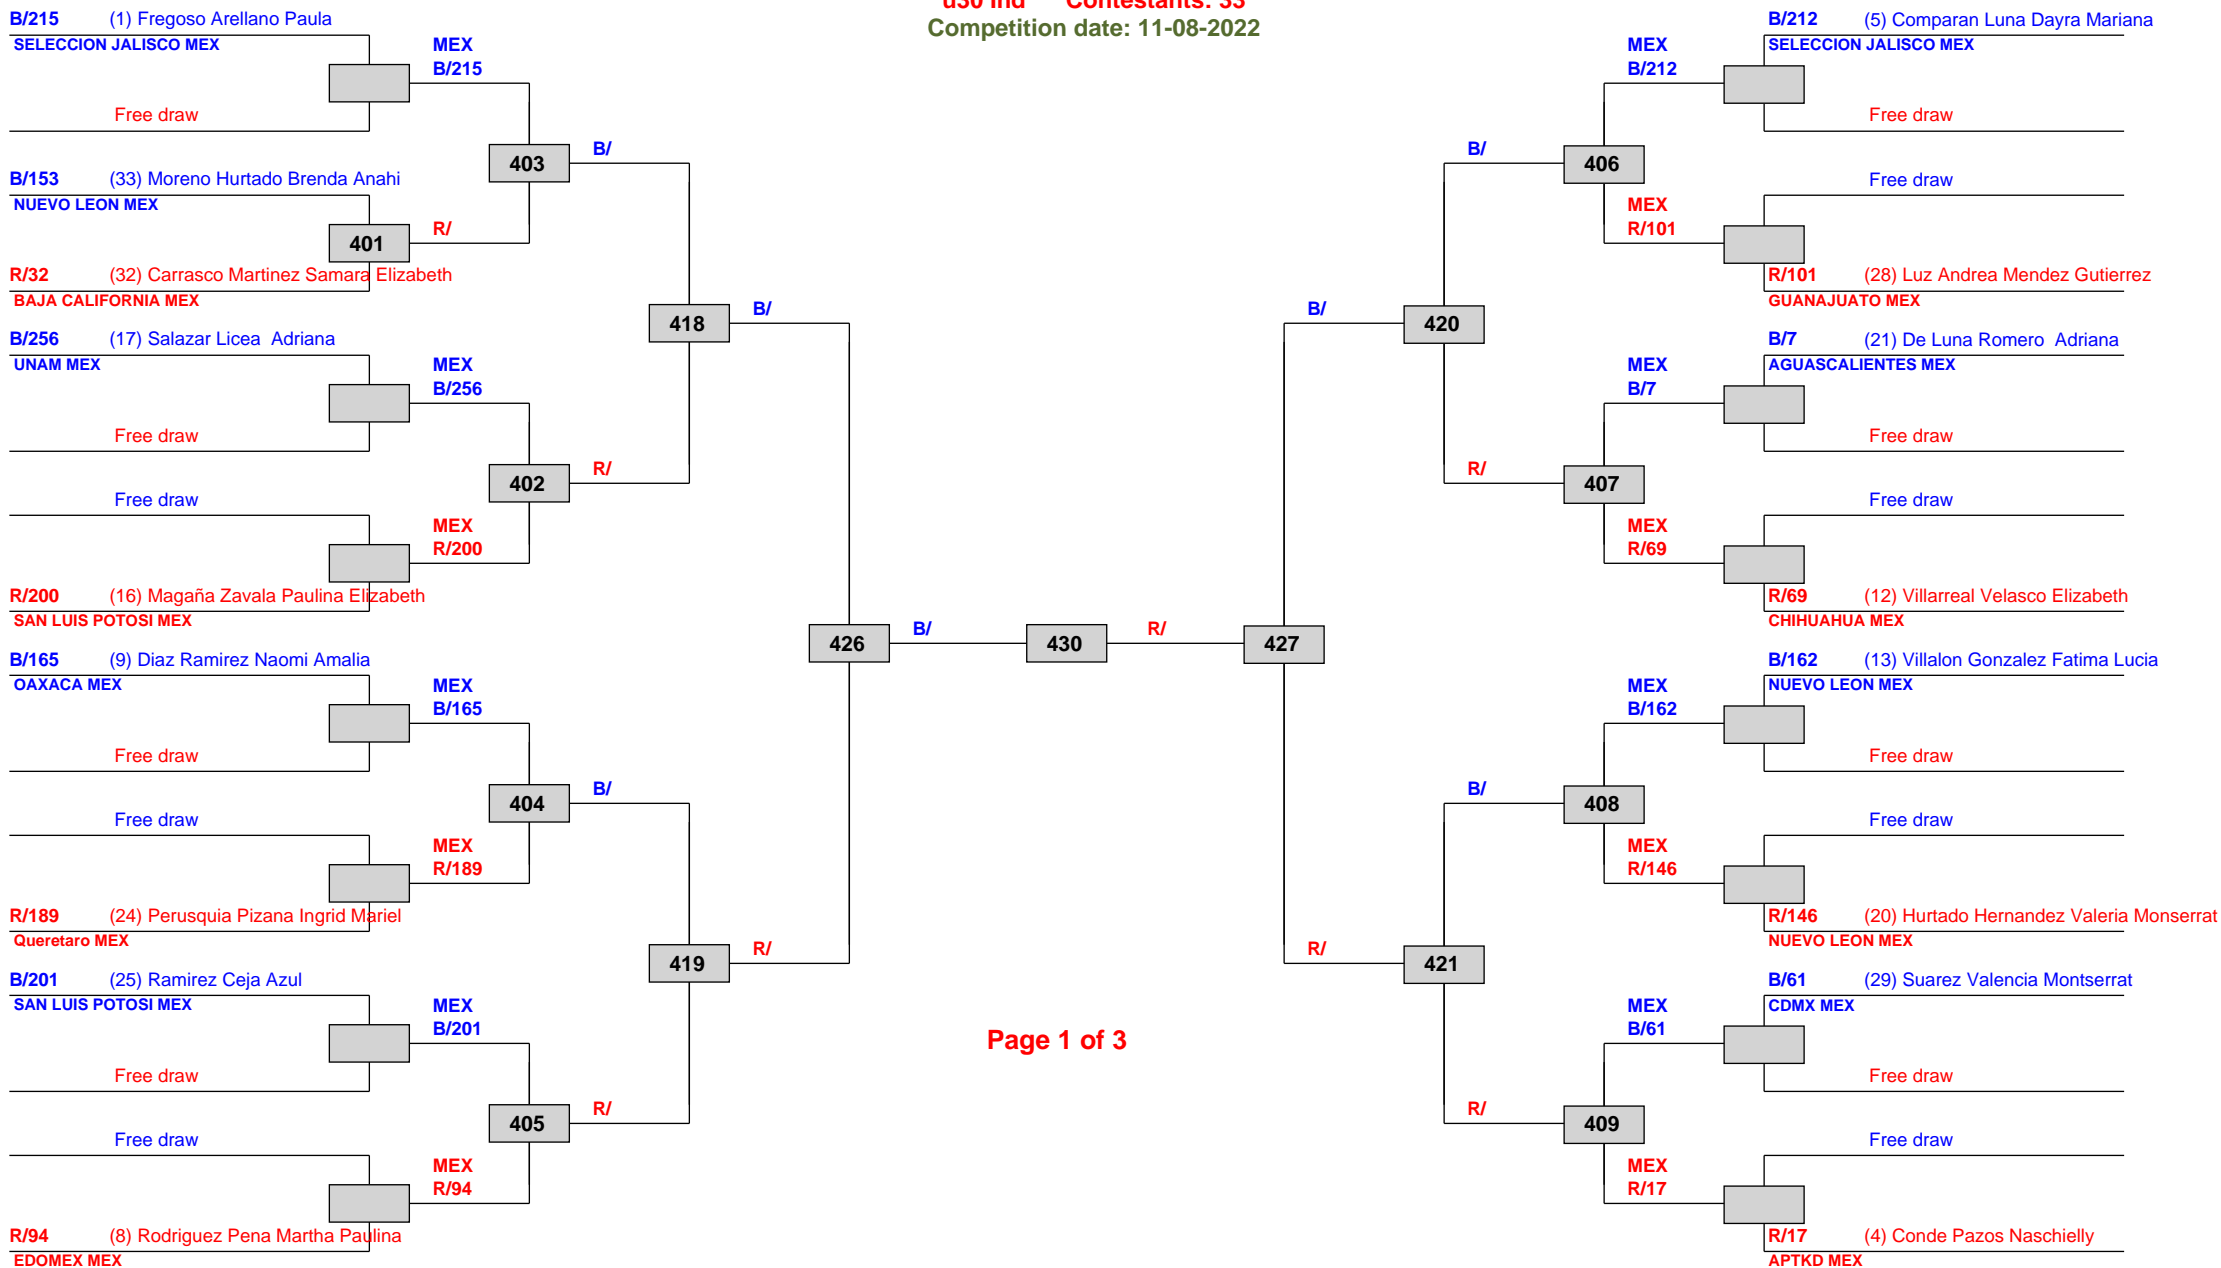 u30 Ind Contestants: 33
Competition date: 11-08-2022
B/215 (1) Fregoso Arellano Paula
SELECCION JALISCO MEX
MEX
B/215
Free draw
403
B/
B/153 (33) Moreno Hurtado Brenda Anahi
NUEVO LEON MEX
401
R/
R/32 (32) Carrasco Martinez Samara Elizabeth
BAJA CALIFORNIA MEX
418
B/
B/256 (17) Salazar Licea Adriana
UNAM MEX
MEX
B/256
Free draw
402
R/
Free draw
MEX
R/200
R/200 (16) Magaña Zavala Paulina Elizabeth
SAN LUIS POTOSI MEX
426
B/
430
R/
427
B/165 (9) Diaz Ramirez Naomi Amalia
OAXACA MEX
MEX
B/165
Free draw
404
B/
Free draw
MEX
R/189
R/189 (24) Perusquia Pizana Ingrid Mariel
Queretaro MEX
419
R/
B/201 (25) Ramirez Ceja Azul
SAN LUIS POTOSI MEX
MEX
B/201
Free draw
405
R/
Free draw
MEX
R/94
R/94 (8) Rodriguez Pena Martha Paulina
EDOMEX MEX
Page 1 of 3
B/212 (5) Comparan Luna Dayra Mariana
SELECCION JALISCO MEX
MEX
B/212
Free draw
B/
406
Free draw
MEX
R/101
R/101 (28) Luz Andrea Mendez Gutierrez
GUANAJUATO MEX
B/
420
B/7 (21) De Luna Romero Adriana
AGUASCALIENTES MEX
MEX
B/7
Free draw
R/
407
Free draw
MEX
R/69
R/69 (12) Villarreal Velasco Elizabeth
CHIHUAHUA MEX
B/162 (13) Villalon Gonzalez Fatima Lucia
NUEVO LEON MEX
MEX
B/162
Free draw
B/
408
Free draw
MEX
R/146
R/146 (20) Hurtado Hernandez Valeria Monserrat
NUEVO LEON MEX
R/
421
B/61 (29) Suarez Valencia Montserrat
CDMX MEX
MEX
B/61
Free draw
R/
409
Free draw
MEX
R/17
R/17 (4) Conde Pazos Naschielly
APTKD MEX